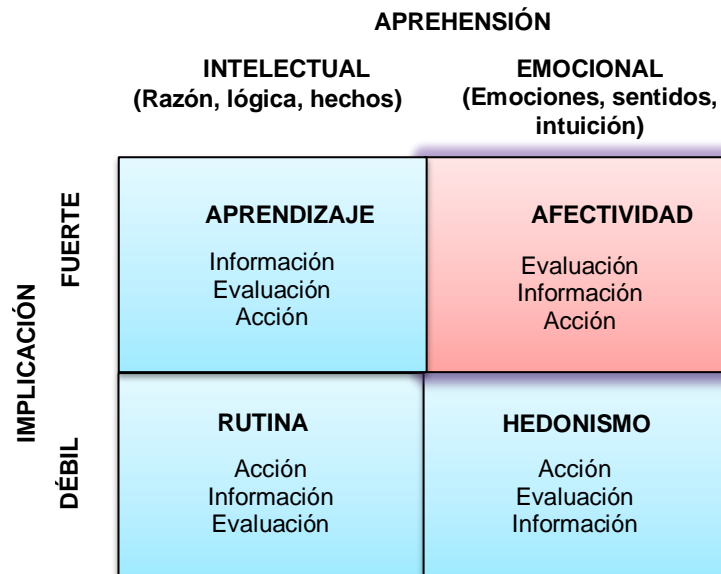 APREHENSIÓN
INTELECTUAL
(Razón, lógica, hechos)
EMOCIONAL
(Emociones, sentidos,
intuición)
IMPLICACIÓN
FUERTE
APRENDIZAJE
Información
Evaluación
Acción
AFECTIVIDAD
Evaluación
Información
Acción
DÉBIL
RUTINA
Acción
Información
Evaluación
HEDONISMO
Acción
Evaluación
Información